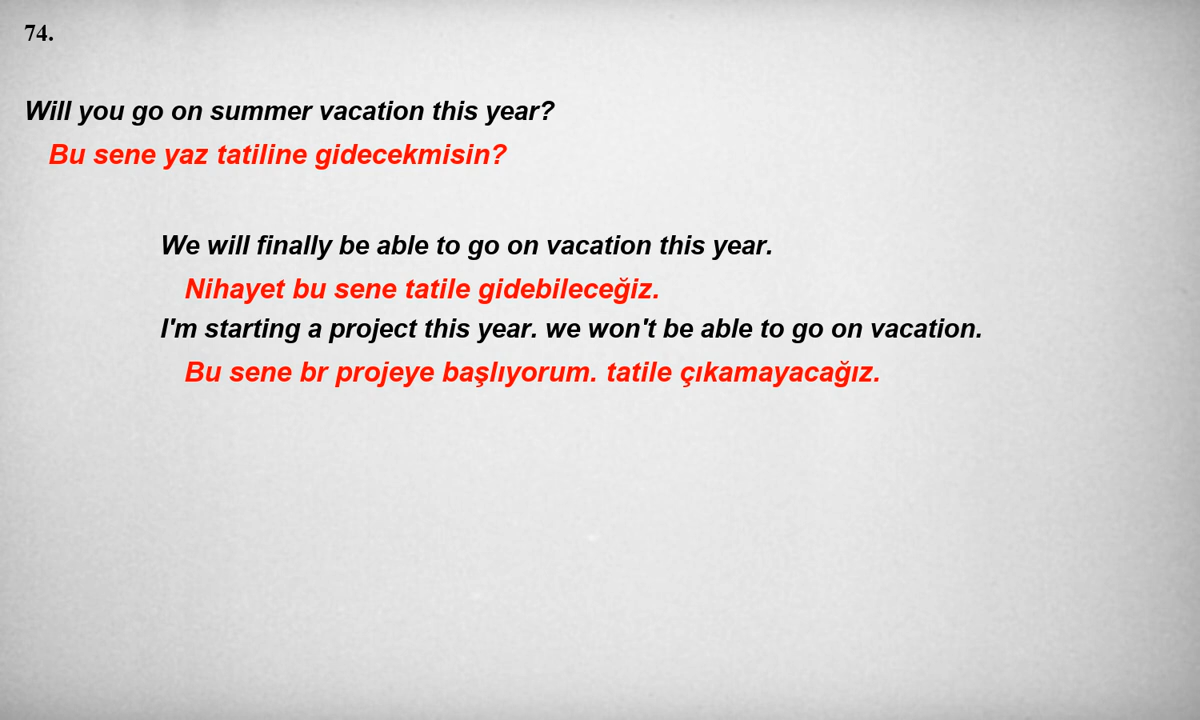 74.
Will you go on summer vacation this year?
Bu sene yaz tatiline gidecekmisin?
We will finally be able to go on vacation this year.
Nihayet bu sene tatile gidebileceğiz.
I'm starting a project this year. we won't be able to go on vacation.
Bu sene br projeye başlıyorum. tatile çıkamayacağız.